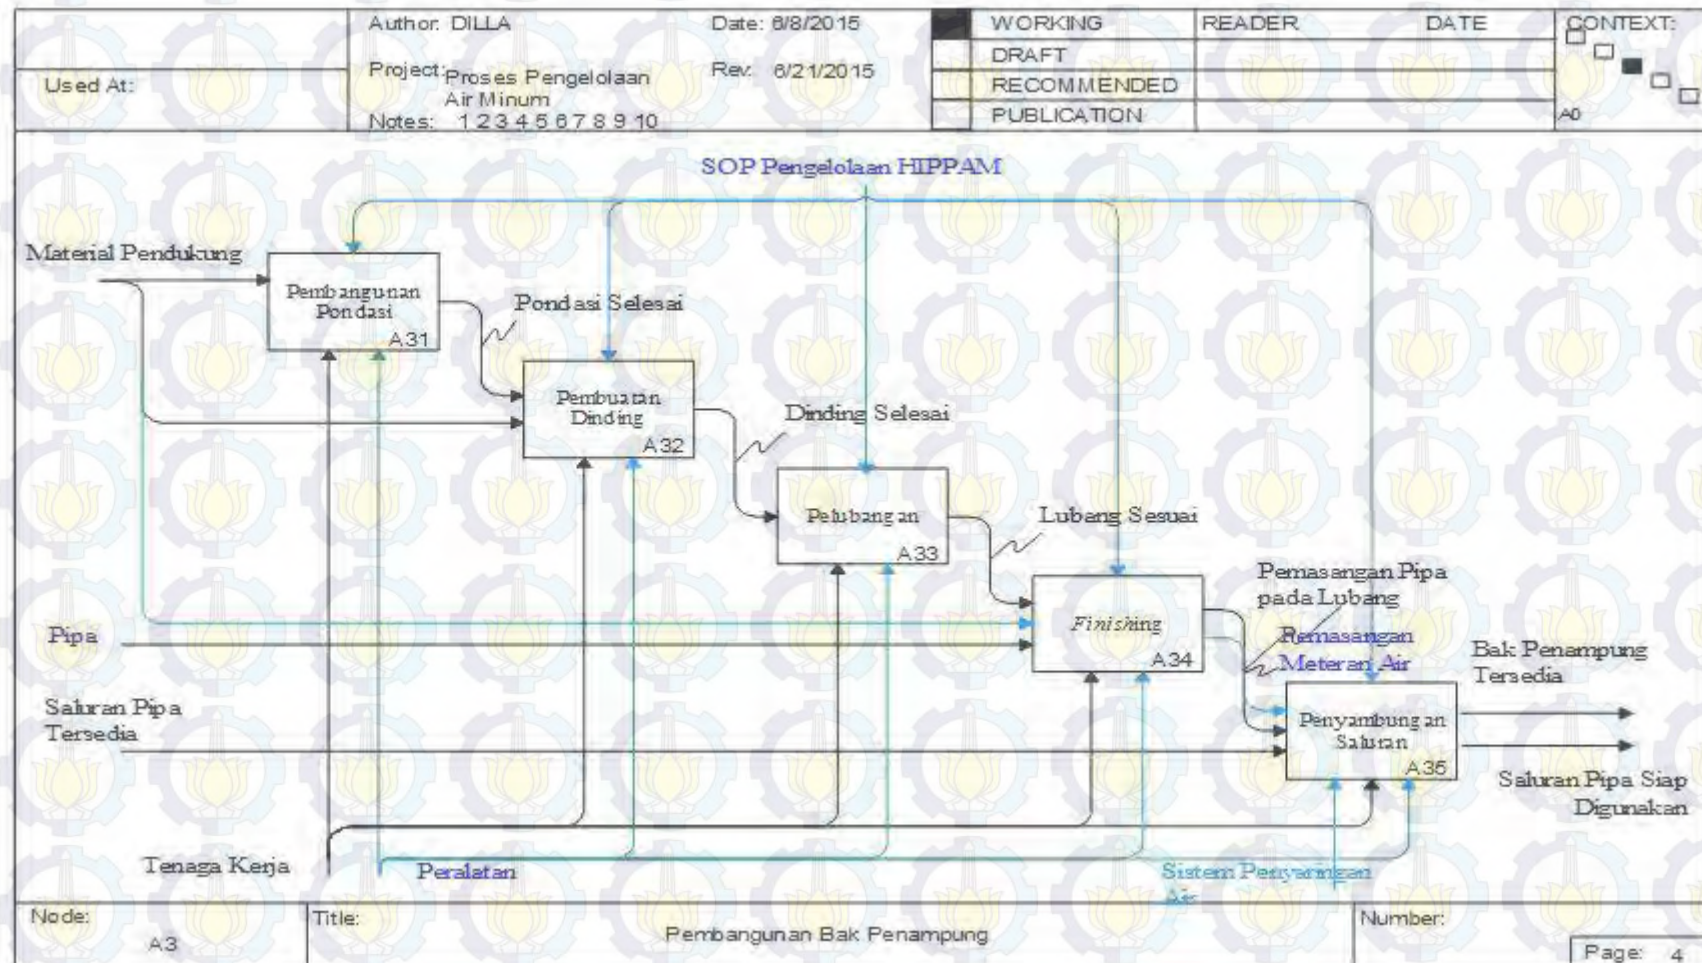 Used At:
Author: DILLA
Date: 6/8/2015
Project: Proses Pengelolaan
Air Minum
Rev: 6/21/2015
Notes: 1 2 3 4 5 6 7 8 9 10
WORKING
DRAFT
RECOMMENDED
PUBLICATION
READER
DATE
CONTEXT:
A0
SOP Pengelolaan HIPPAM
Material Pendukung
Pembangunan
Pondasi
A31
Pondasi Selesai
Pembuatan
Dinding
A32
Dinding Selesai
Pelubangan
A33
Lubang Sesuai
Finishing
A34
Pemasangan Pipa
pada Lubang
Pemasangan
Meteran Air
Pipa
Saluran Pipa
Tersedia
Penyambungan
Saluran
A35
Bak Penampung
Tersedia
Saluran Pipa Siap
Digunakan
Tenaga Kerja
Peralatan
Sistem Penyaringan
Air
Node:
A3
Title:
Pembangunan Bak Penampung
Number:
Page: 4